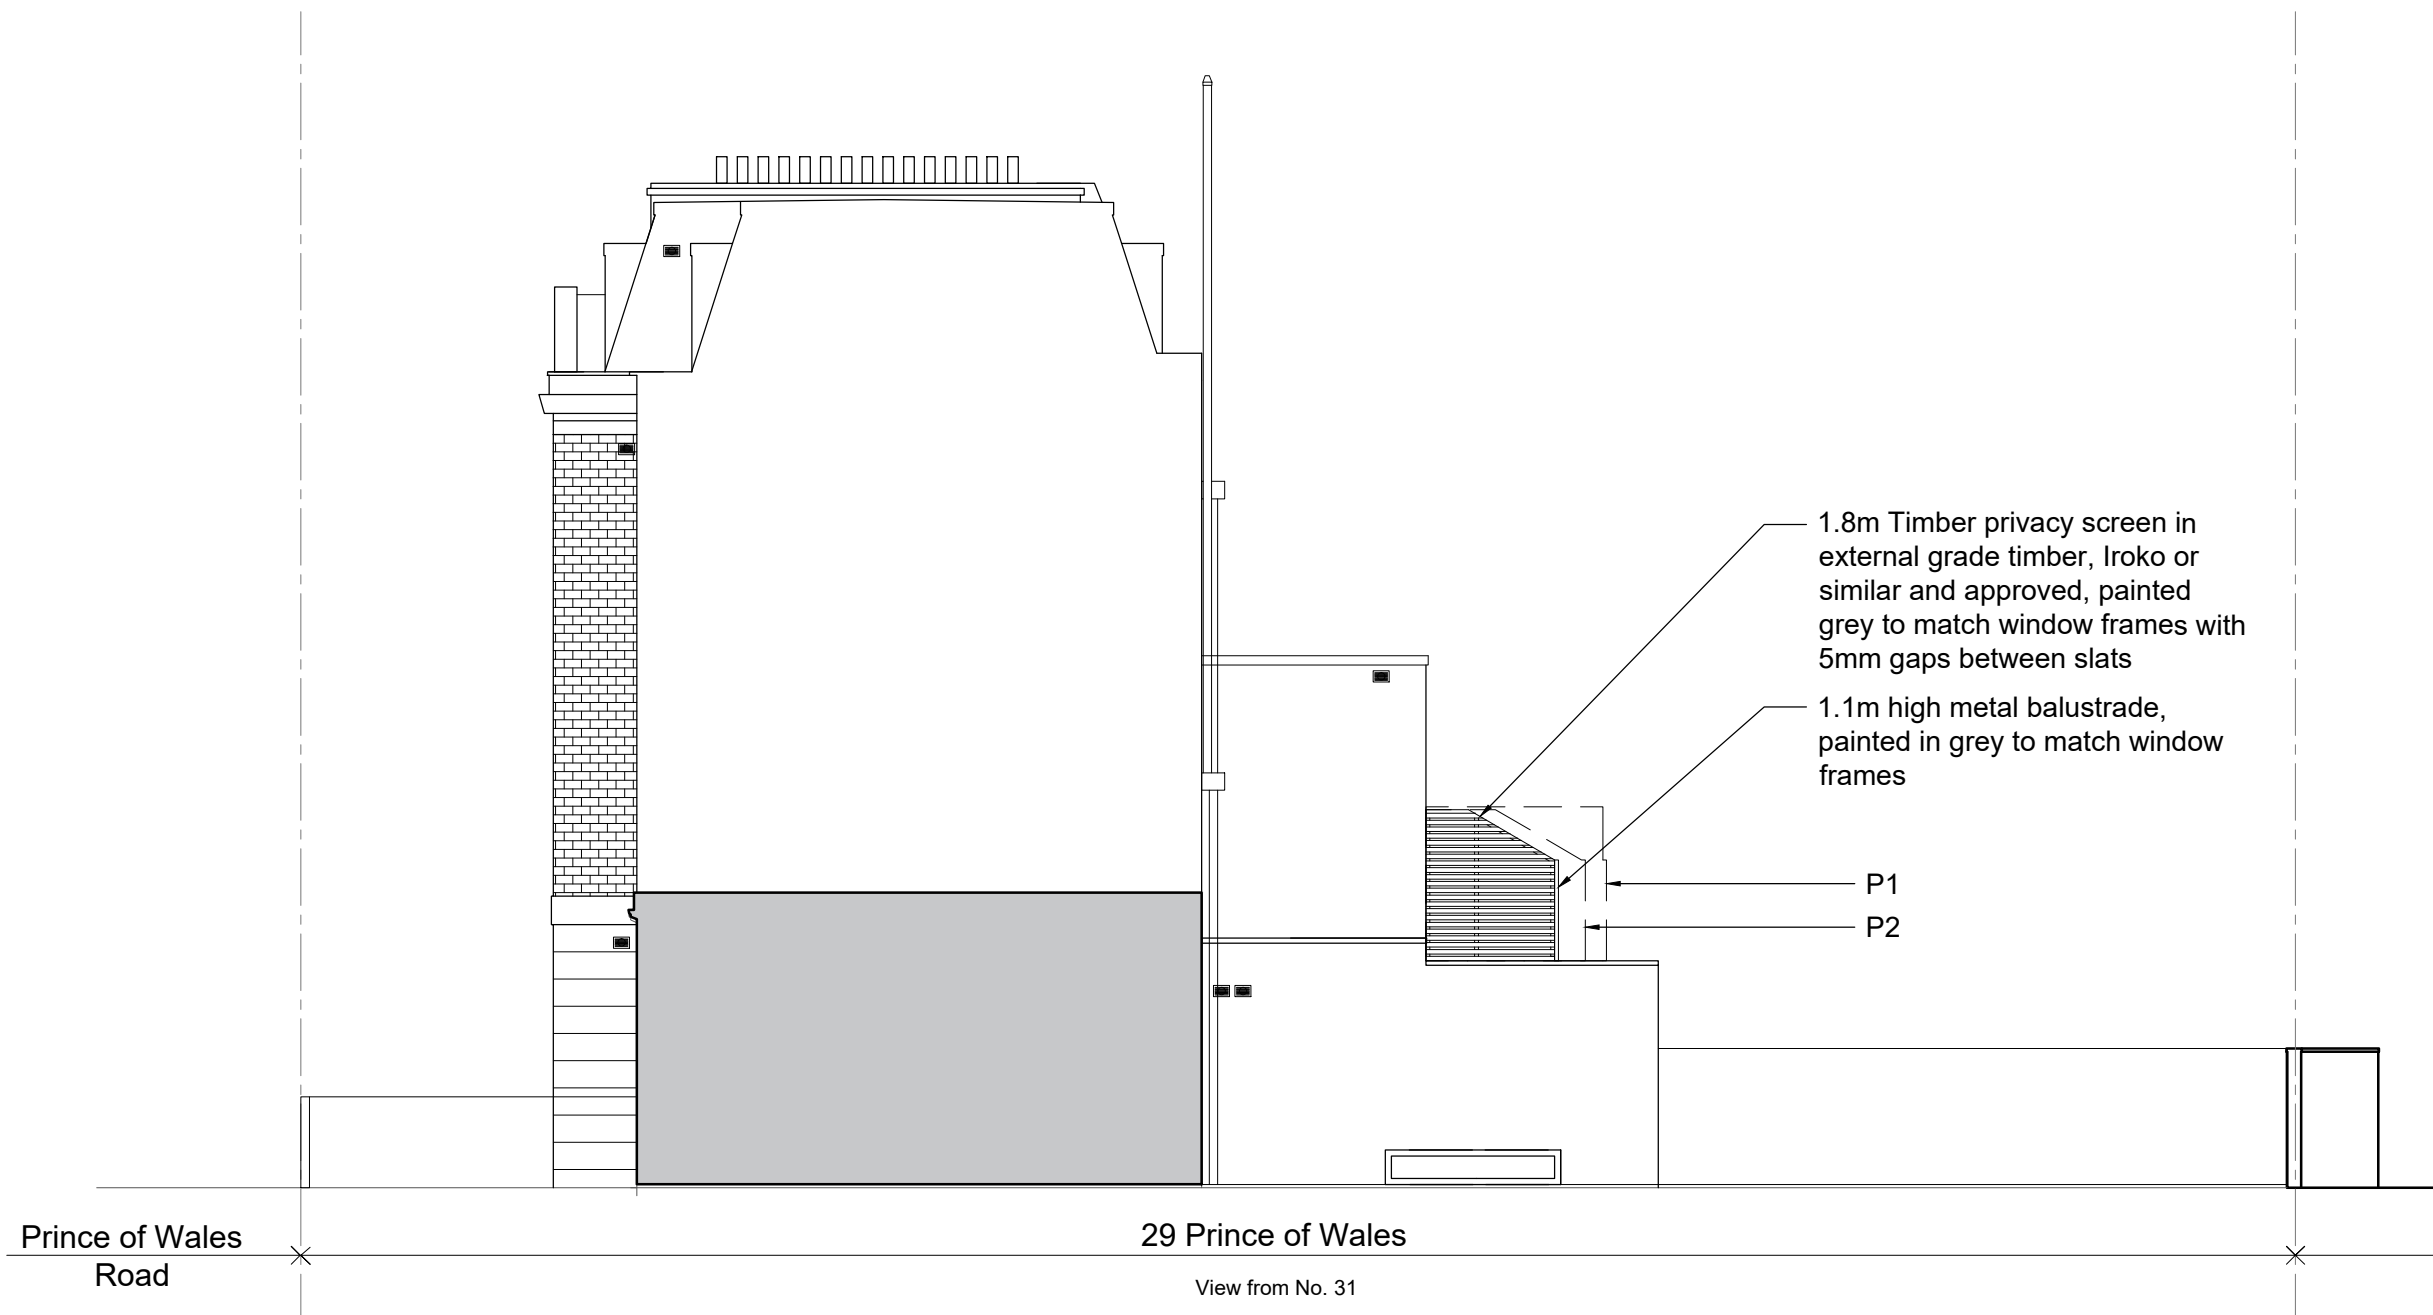 1.8m Timber privacy screen in
external grade timber, Iroko or
similar and approved, painted
grey to match window frames with
5mm gaps between slats
1.1m high metal balustrade,
painted in grey to match window
frames
P1
P2
Prince of Wales
Road
29 Prince of Wales
View from No. 31